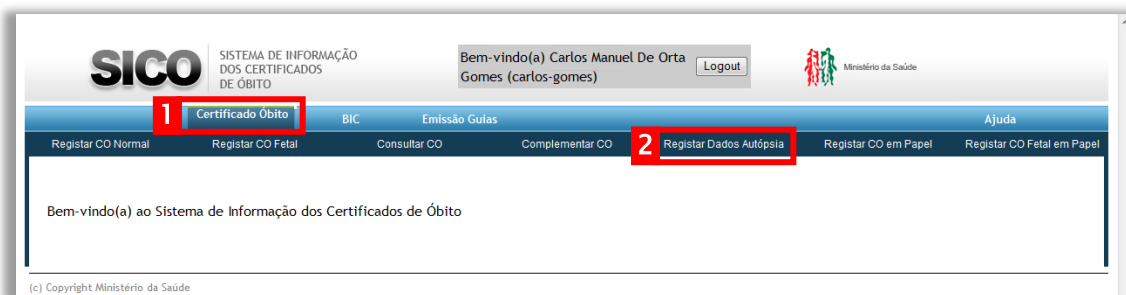 SICO
SISTEMA DE INFORMAÇÃO
DOS CERTIFICADOS
DE ÓBITO
Bem-vindo(a) Carlos Manuel De Orta
Gomes (carlos-gomes)
Logout
Ministério da Saúde
1
Certificado Óbito
BIC
Emissão Guias
Ajuda
Registar CO Normal
Registar CO Fetal
Consultar CO
Complementar CO
2
Registar Dados Autópsia
Registar CO em Papel
Registar CO Fetal em Papel
Bem-vindo(a) ao Sistema de Informação dos Certificados de Óbito
(c) Copyright Ministério da Saúde